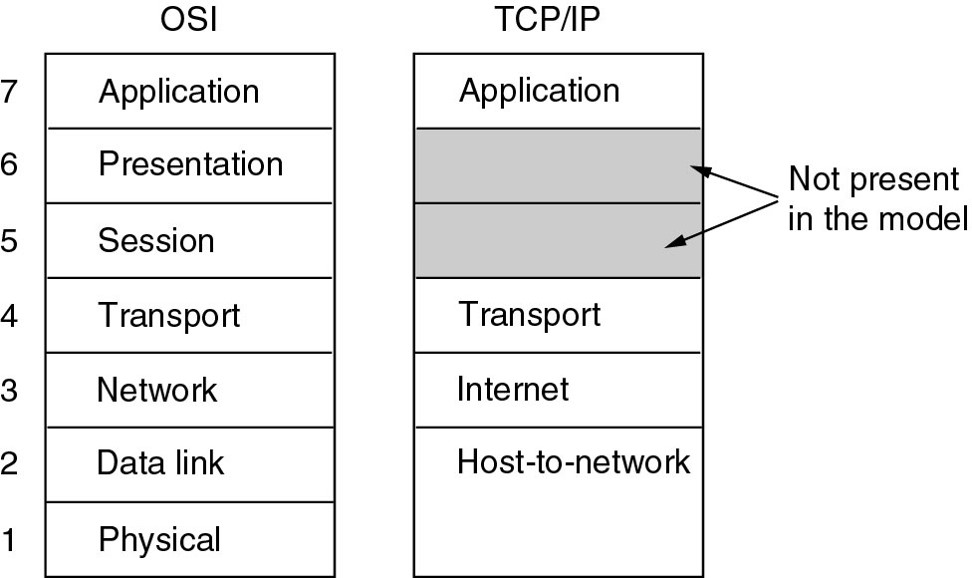 OSI TCP/IP
7 Application Application
6 Presentation
Not present
in the model
5 Session
4 Transport Transport
3 Network Internet
2 Data link Host-to-network
1 Physical